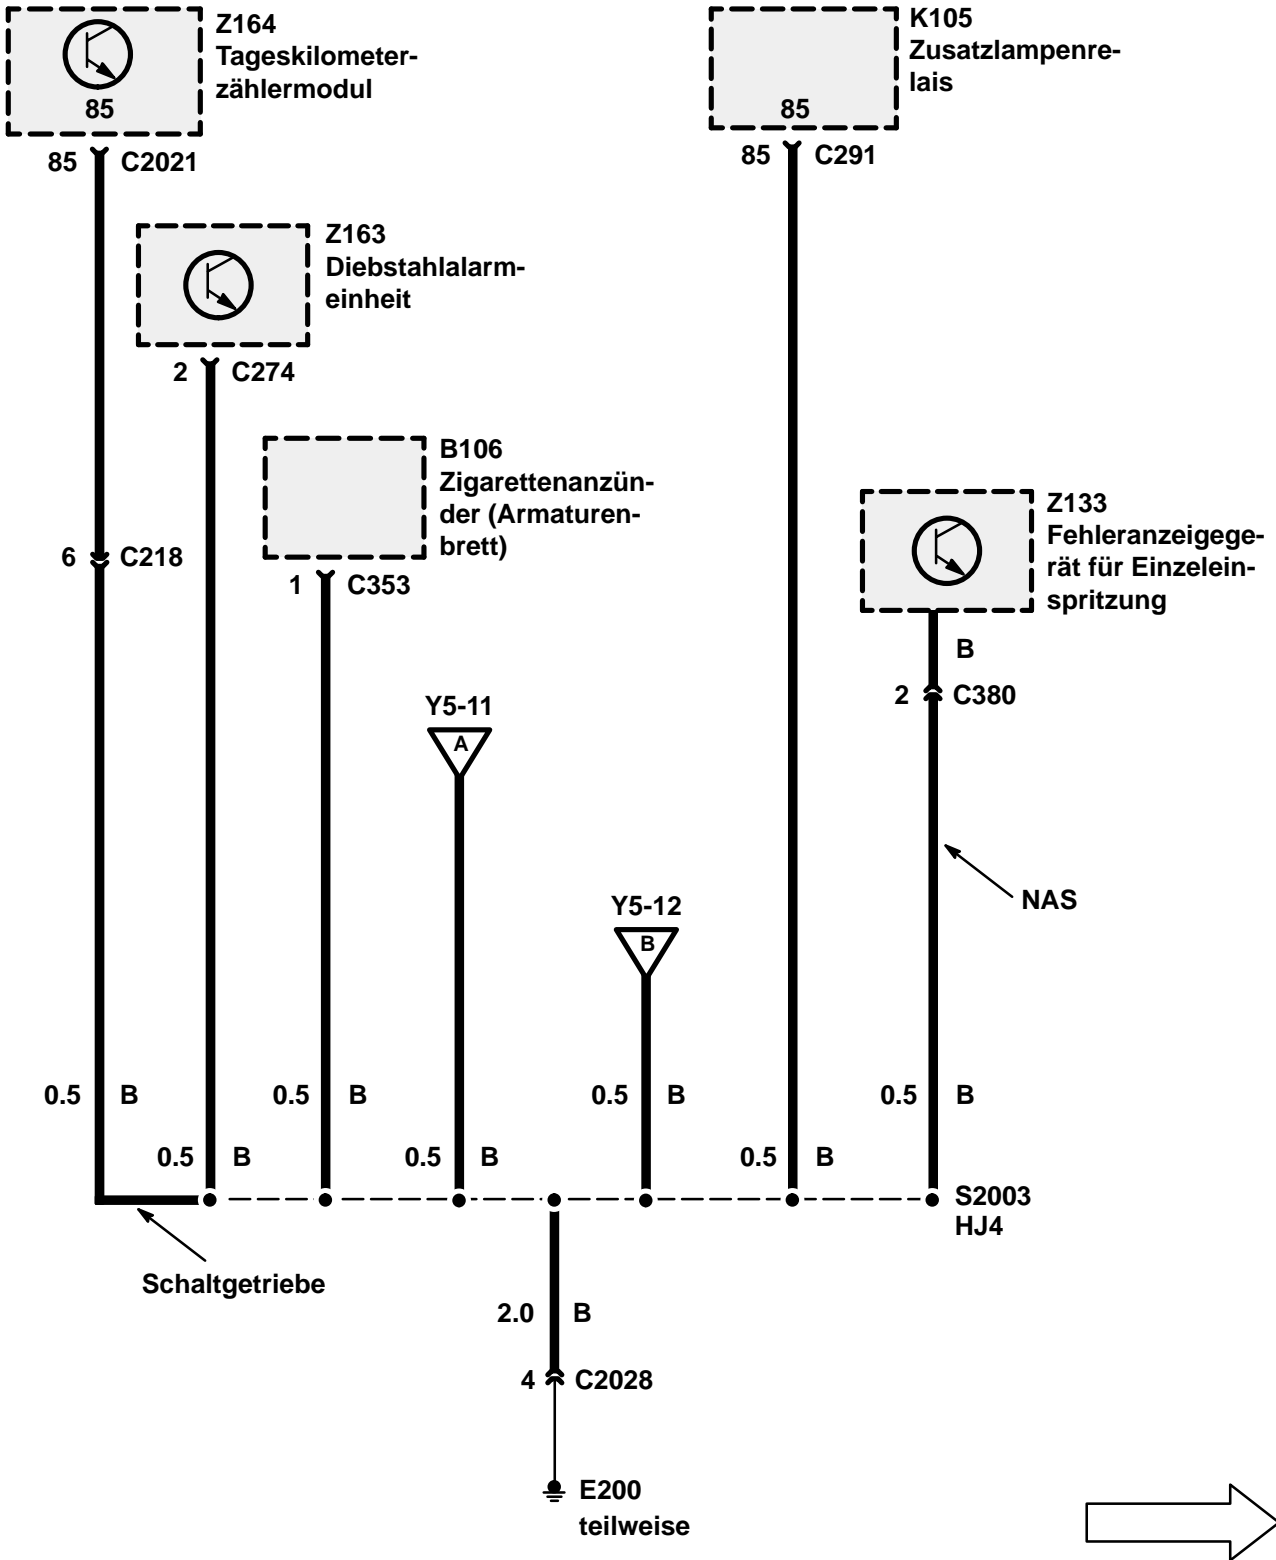 Z164
Tageskilometer-
zählermodul
85
85 C2021
K105
Zusatzlampenre-
lais
85
85 C291
Z163
Diebstahlalarm-
einheit
2 C274
B106
Zigarettenanzün-
der (Armaturen-
brett)
1 C353
6 C218
Z133
Fehleranzeigege-
rät für Einzelein-
spritzung
B
2 C380
Y5-11
A
NAS
Y5-12
B
0.5 B
0.5 B
0.5 B
0.5 B
0.5 B
0.5 B
0.5 B
S2003
HJ4
Schaltgetriebe
2.0 B
4 C2028
E200
teilweise